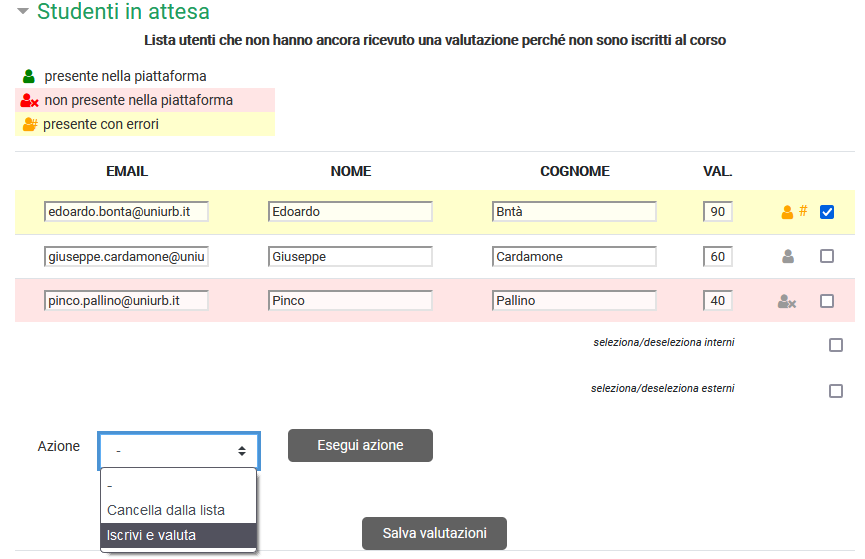 Studenti in attesa
Lista utenti che non hanno ancora ricevuto una valutazione perché non sono iscritti al corso
presente nella piattaforma
non presente nella piattaforma
presente con errori
EMAIL NOME COGNOME VAL.
edoardo.bonta@uniurb.it Edoardo Bntà 90 #
giuseppe.cardamone@uniu Giuseppe Cardamone 60
pinco.pallino@uniurb.it Pinco Pallino 40
seleziona/deseleziona interni
seleziona/deseleziona esterni
Azione - Esegui azione
-
Cancella dalla lista
Iscrivi e valuta
Salva valutazioni